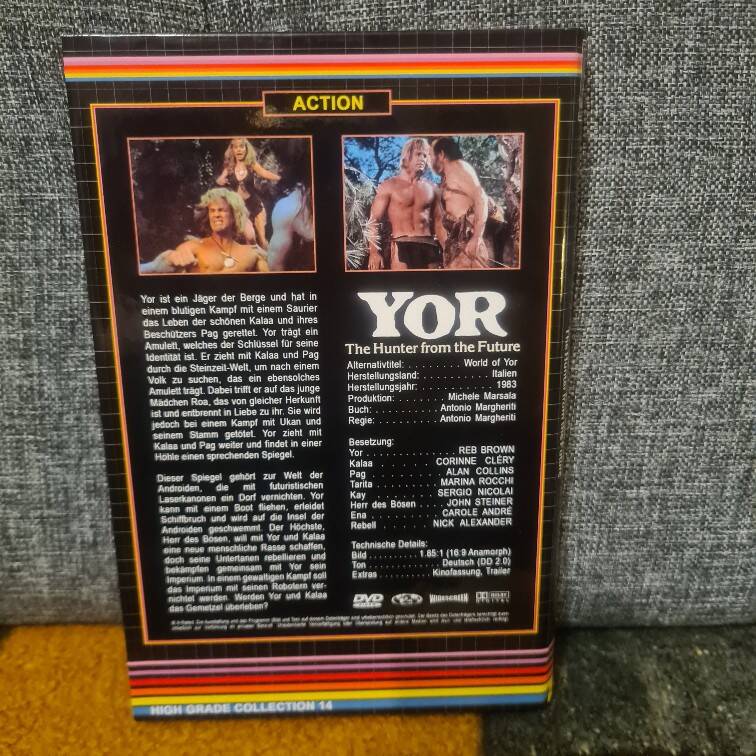 ACTION
Yor ist ein Jäger der Berge und hat in
einem blutigen Kampf mit einem Saurier
das Leben der schönen Kalaa und ihres
Beschützers Pag gerettet. Yor trägt ein
Amulett, welches der Schlüssel für seine
Identität ist. Er zieht mit Kalaa und Pag
durch die Steinzeit-Welt, um nach einem
Volk zu suchen, das ein ebensolches
Amulett trägt. Dabei trifft er auf das junge
Mädchen Roa, das von gleicher Herkunft
ist und entbrennt in Liebe zu ihr. Sie wird
jedoch bei einem Kampf mit Ukan und
seinem Stamm getötet. Yor zieht mit
Kalaa und Pag weiter und findet in einer
Höhle einen sprechenden Spiegel.
Dieser Spiegel gehört zur Welt der
Androiden, die mit futuristischen
Laserkanonen ein Dorf vernichten. Yor
kann mit einem Boot fliehen, erleidet
Schiffbruch und wird auf die Insel der
Androiden geschwemmt. Der Höchste,
Herr des Bösen, will mit Yor und Kalaa
eine neue menschliche Rasse schaffen,
doch seine Untertanen rebellieren und
bekämpfen gemeinsam mit Yor sein
Imperium. In einem gewaltigen Kampf soll
das Imperium mit seinen Robotern ver-
nichtet werden. Werden Yor und Kalaa
das Gemetzel überleben?
YOR
The Hunter from the Future
Alternativtitel: . . . . . . . . World of Yor
Herstellungsland: . . . . . . . . Italien
Herstellungsjahr: . . . . . . . . 1983
Produktion: . . . . . . . . Michele Marsala
Buch: . . . . . . . . Antonio Margheriti
Regie: . . . . . . . . Antonio Margheriti
Besetzung:
Yor . . . . . . . . REB BROWN
Kalaa . . . . . . . . CORINNE CLÉRY
Pag . . . . . . . . ALAN COLLINS
Tarita . . . . . . . . MARINA ROCCHI
Kay . . . . . . . . SERGIO NICOLAI
Herr des Bösen . . . . . . . . JOHN STEINER
Ena . . . . . . . . CAROLE ANDRÉ
Rebell . . . . . . . . NICK ALEXANDER
Technische Details:
Bild . . . . . . . . 1.85:1 (16:9 Anamorph)
Ton . . . . . . . . Deutsch (DD 2.0)
Extras . . . . . . . . Kinofassung, Trailer
DVD WIDESCREEN DOLBY DIGITAL
HIGH GRADE COLLECTION 14